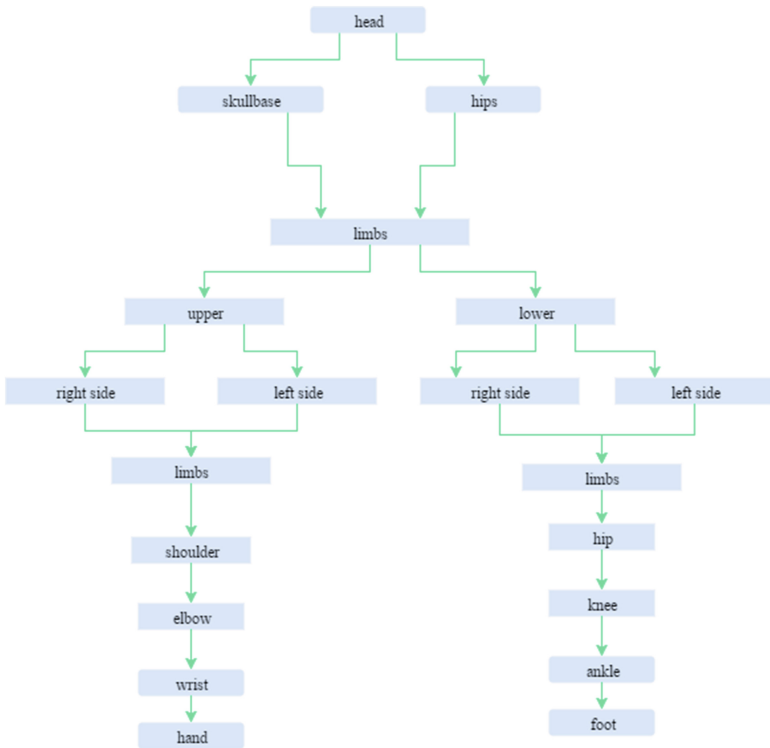 head
skullbase
hips
limbs
upper
lower
right side
left side
right side
left side
limbs
limbs
shoulder
hip
elbow
knee
wrist
ankle
hand
foot